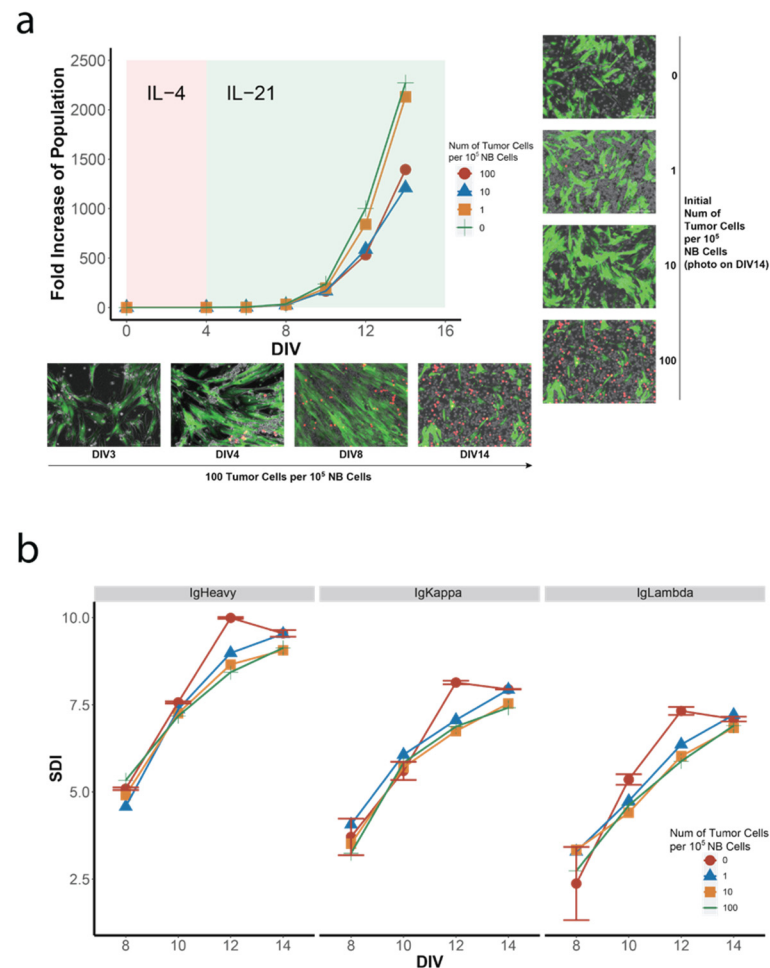 a
2500
2000
1500
1000
500
0
Fold Increase of Population
IL−4
IL−21
0
4
6
8
10
12
16
DIV
Num of Tumor Cells
per 10⁵ NB Cells
100
10
1
0
0
1
10
100
Initial
Num of
Tumor Cells
per 10⁵
NB Cells
(photo on DIV14)
DIV3
DIV4
DIV8
DIV14
100 Tumor Cells per 10⁵ NB Cells
b
IgHeavy
IgKappa
IgLambda
10.0
7.5
5.0
2.5
SDI
8
10
12
14
8
10
12
14
8
10
12
14
DIV
Num of Tumor Cells
per 10⁵ NB Cells
0
1
10
100